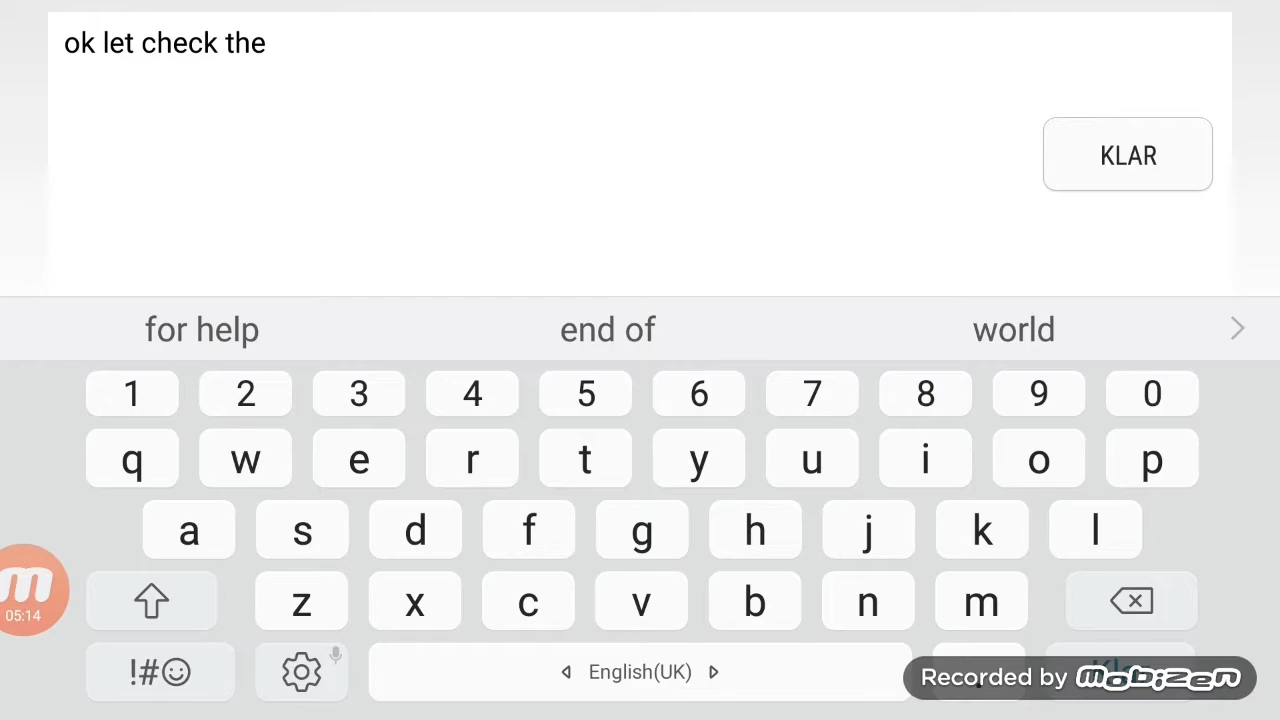 ok let check the
KLAR
for help end of world
1 2 3 4 5 6 7 8 9 0
q w e r t y u i o p
a s d f g h j k l
m
05:14
z x c v b n m
!#☺ English(UK)
Recorded by mobizen